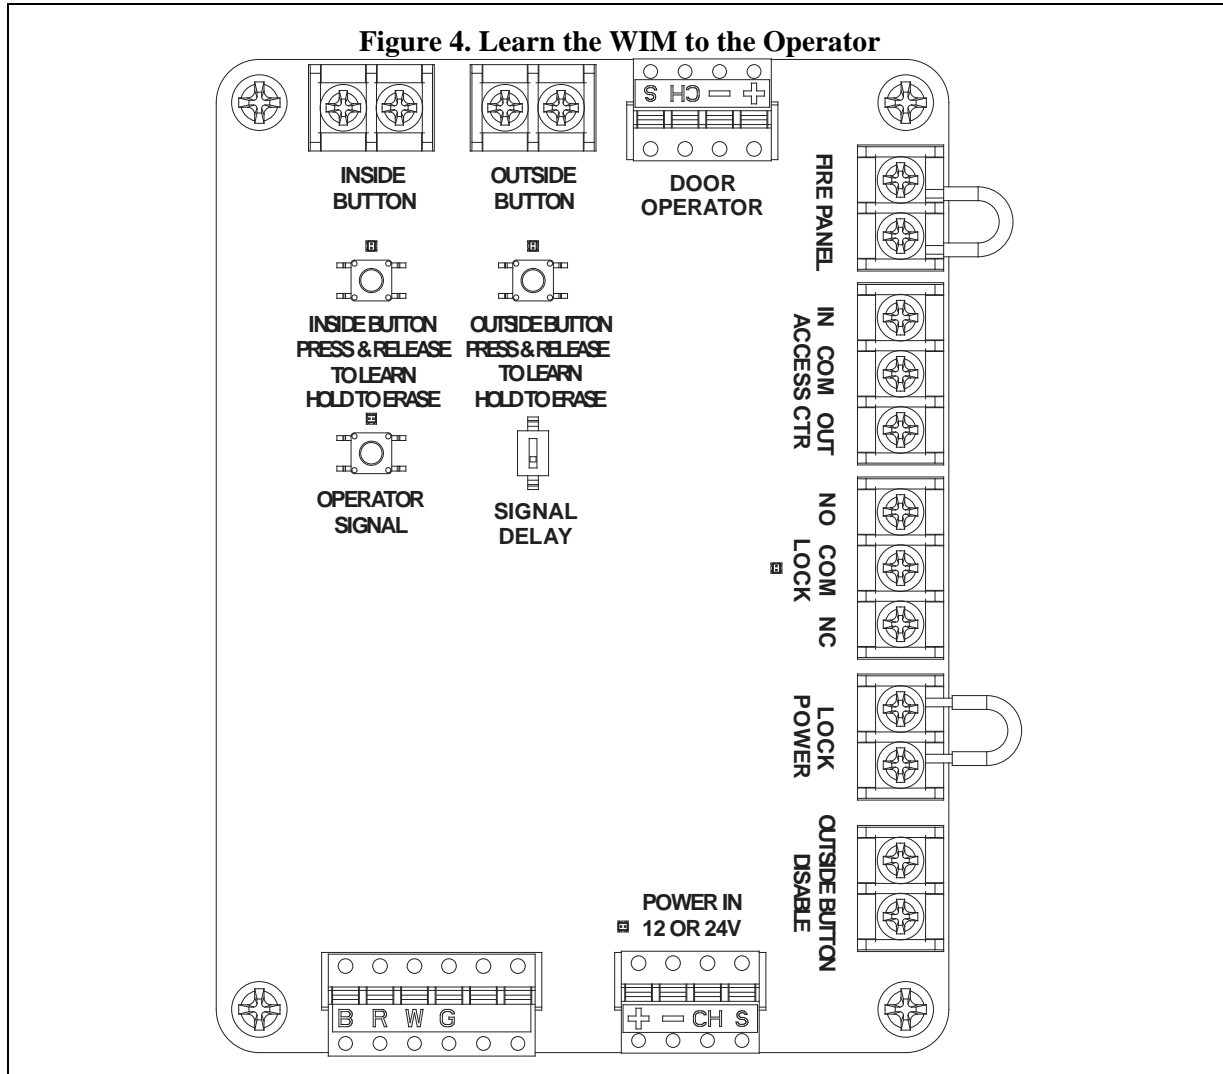 Figure 4. Learn the WIM to the Operator
S CH − +
INSIDE
BUTTON
OUTSIDE
BUTTON
DOOR
OPERATOR
FIRE PANEL
INSIDE BUTTON
PRESS & RELEASE
TO LEARN
HOLD TO ERASE
OUTSIDE BUTTON
PRESS & RELEASE
TO LEARN
HOLD TO ERASE
IN COM OUT
ACCESS CTR
OPERATOR
SIGNAL
SIGNAL
DELAY
NO COM NC
LOCK
LOCK
POWER
OUTSIDE BUTTON
DISABLE
POWER IN
12 OR 24V
B R W G
+ − CH S